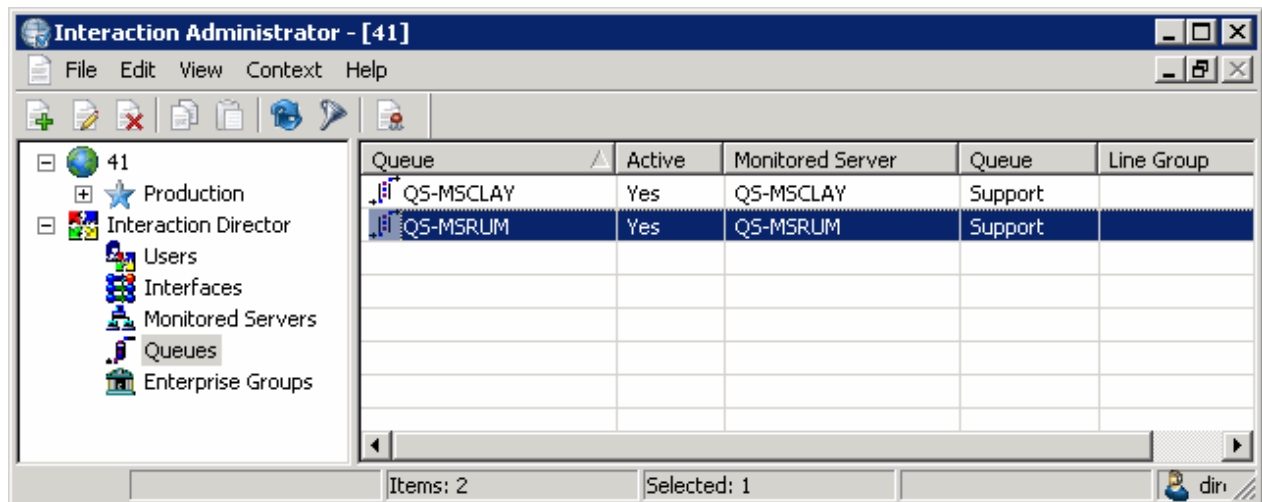 Interaction Administrator - [41]
File Edit View Context Help
41
Production
Interaction Director
Users
Interfaces
Monitored Servers
Queues
Enterprise Groups
Queue Active Monitored Server Queue Line Group
QS-MSCLAY Yes QS-MSCLAY Support
QS-MSRUM Yes QS-MSRUM Support
Items: 2 Selected: 1